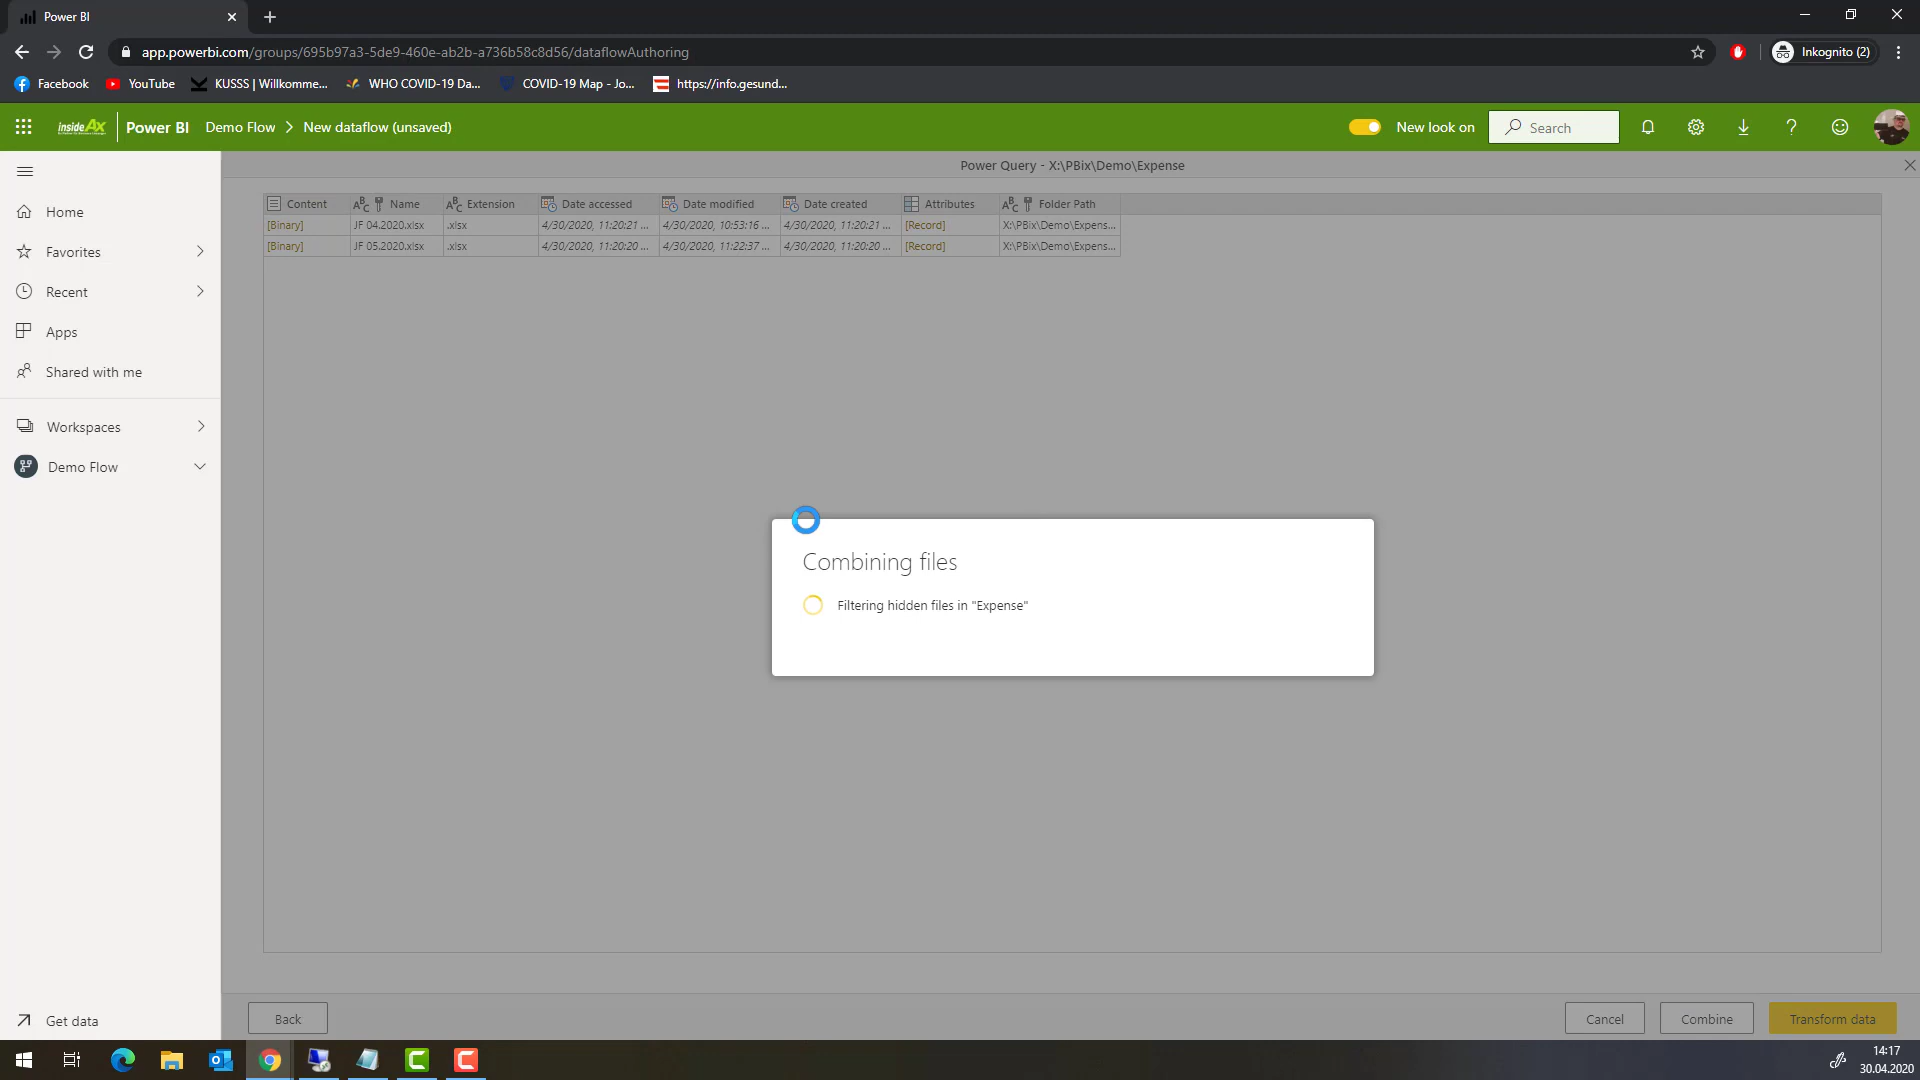 Power BI
app.powerbi.com/groups/695b97a3-5de9-460e-ab2b-a736b58c8d56/dataflowAuthoring
Inkognito (2)
Facebook
YouTube
KUSSS | Willkomme...
WHO COVID-19 Da...
COVID-19 Map - Jo...
https://info.gesund...
insideAx
Power BI
Demo Flow
New dataflow (unsaved)
New look on
Search
Power Query - X:\PBix\Demo\Expense
Home
Favorites
Recent
Apps
Shared with me
Workspaces
Demo Flow
Get data
Content ABC Name ABC Extension Date accessed Date modified Date created Attributes ABC Folder Path
[Binary] JF 04.2020.xlsx .xlsx 4/30/2020, 11:20:21 ... 4/30/2020, 10:53:16 ... 4/30/2020, 11:20:21 ... [Record] X:\PBix\Demo\Expens...
[Binary] JF 05.2020.xlsx .xlsx 4/30/2020, 11:20:20 ... 4/30/2020, 11:22:37 ... 4/30/2020, 11:20:20 ... [Record] X:\PBix\Demo\Expens...
Combining files
Filtering hidden files in "Expense"
Back
Cancel
Combine
Transform data
14:17
30.04.2020